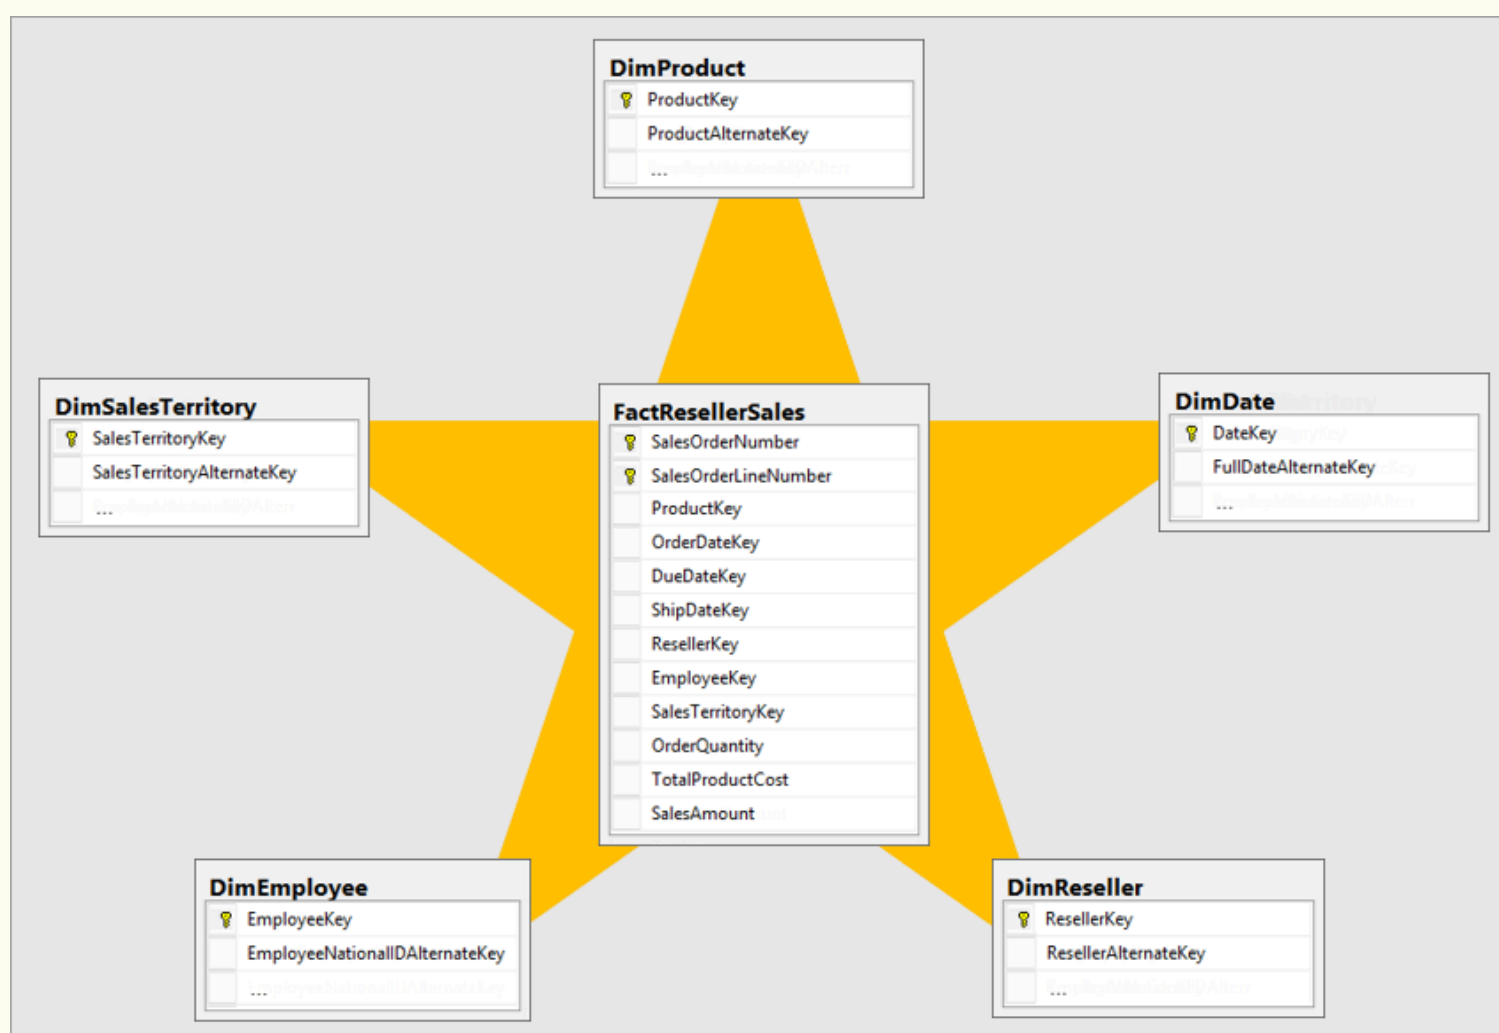 DimProduct
ProductKey
ProductAlternateKey
...
DimSalesTerritory
SalesTerritoryKey
SalesTerritoryAlternateKey
...
FactResellerSales
SalesOrderNumber
SalesOrderLineNumber
ProductKey
OrderDateKey
DueDateKey
ShipDateKey
ResellerKey
EmployeeKey
SalesTerritoryKey
OrderQuantity
TotalProductCost
SalesAmount
DimDate
DateKey
FullDateAlternateKey
...
DimEmployee
EmployeeKey
EmployeeNationalIDAlternateKey
...
DimReseller
ResellerKey
ResellerAlternateKey
...